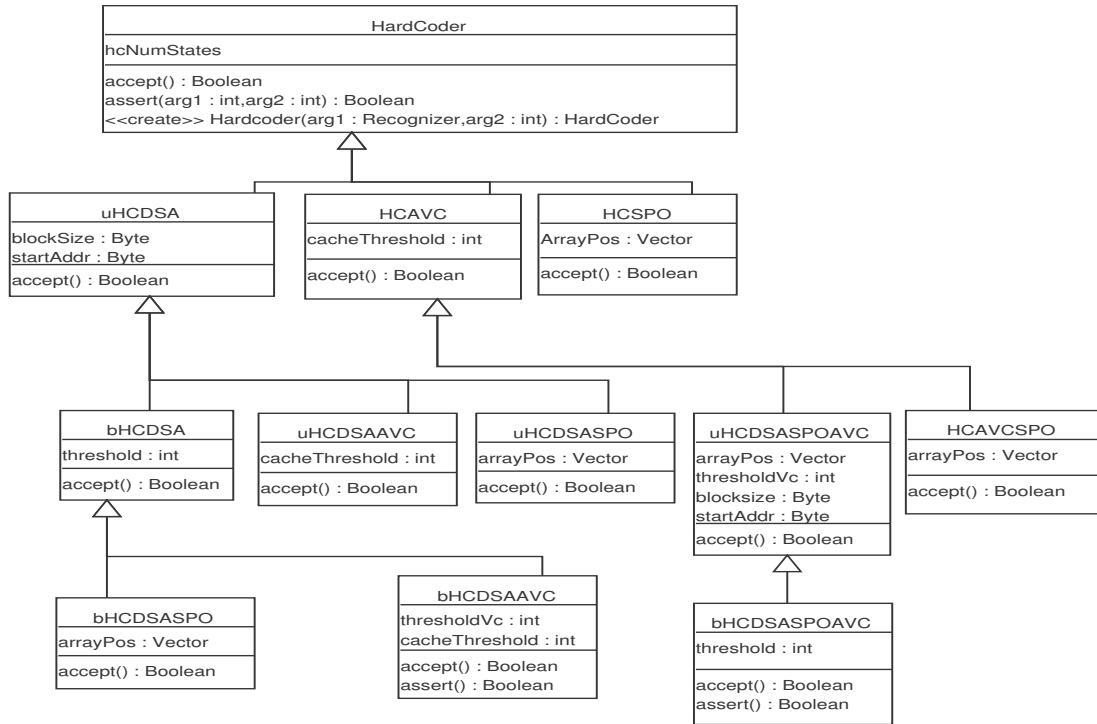 HardCoder
hcNumStates
accept() : Boolean
assert(arg1 : int,arg2 : int) : Boolean
<<create>> Hardcoder(arg1 : Recognizer,arg2 : int) : HardCoder
uHCDSA
blockSize : Byte
startAddr : Byte
accept() : Boolean
HCAVC
cacheThreshold : int
accept() : Boolean
HCSPO
ArrayPos : Vector
accept() : Boolean
bHCDSA
threshold : int
accept() : Boolean
uHCDSAAVC
cacheThreshold : int
accept() : Boolean
uHCDSASPO
arrayPos : Vector
accept() : Boolean
uHCDSASPOAVC
arrayPos : Vector
thresholdVc : int
blocksize : Byte
startAddr : Byte
accept() : Boolean
HCAVCSPO
arrayPos : Vector
accept() : Boolean
bHCDSASPO
arrayPos : Vector
accept() : Boolean
bHCDSAAVC
thresholdVc : int
cacheThreshold : int
accept() : Boolean
assert() : Boolean
bHCDSASPOAVC
threshold : int
accept() : Boolean
assert() : Boolean